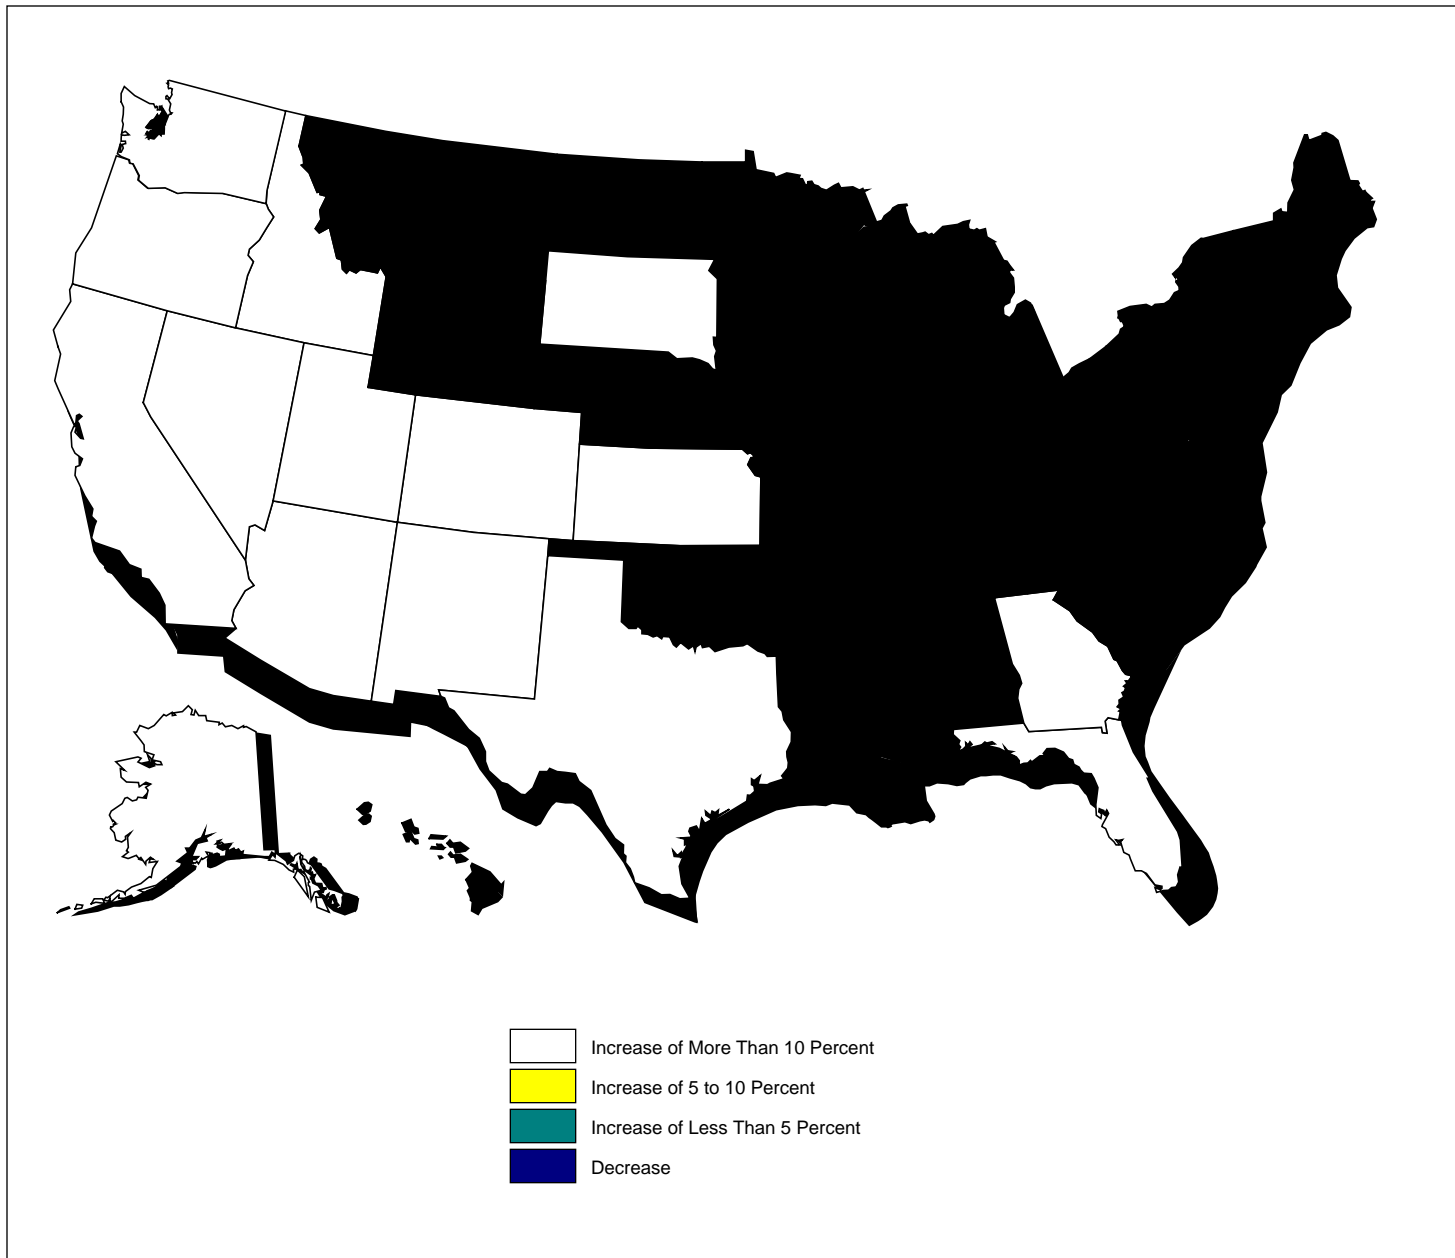 Increase of More Than 10 Percent
Increase of 5 to 10 Percent
Increase of Less Than 5 Percent
Decrease